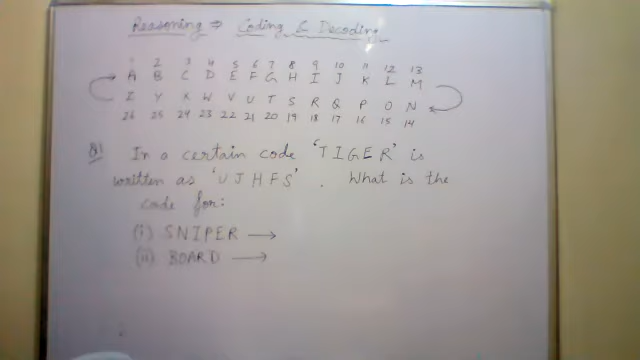 Reasoning ⇒ Coding & Decoding
1 2 3 4 5 6 7 8 9 10 11 12 13
A B C D E F G H I J K L M
Z Y X W V U T S R Q P O N
26 25 24 23 22 21 20 19 18 17 16 15 14
Q1 In a certain code 'TIGER' is
written as 'UJHFS'. What is the
code for:
(i) SNIPER →
(ii) BOARD →